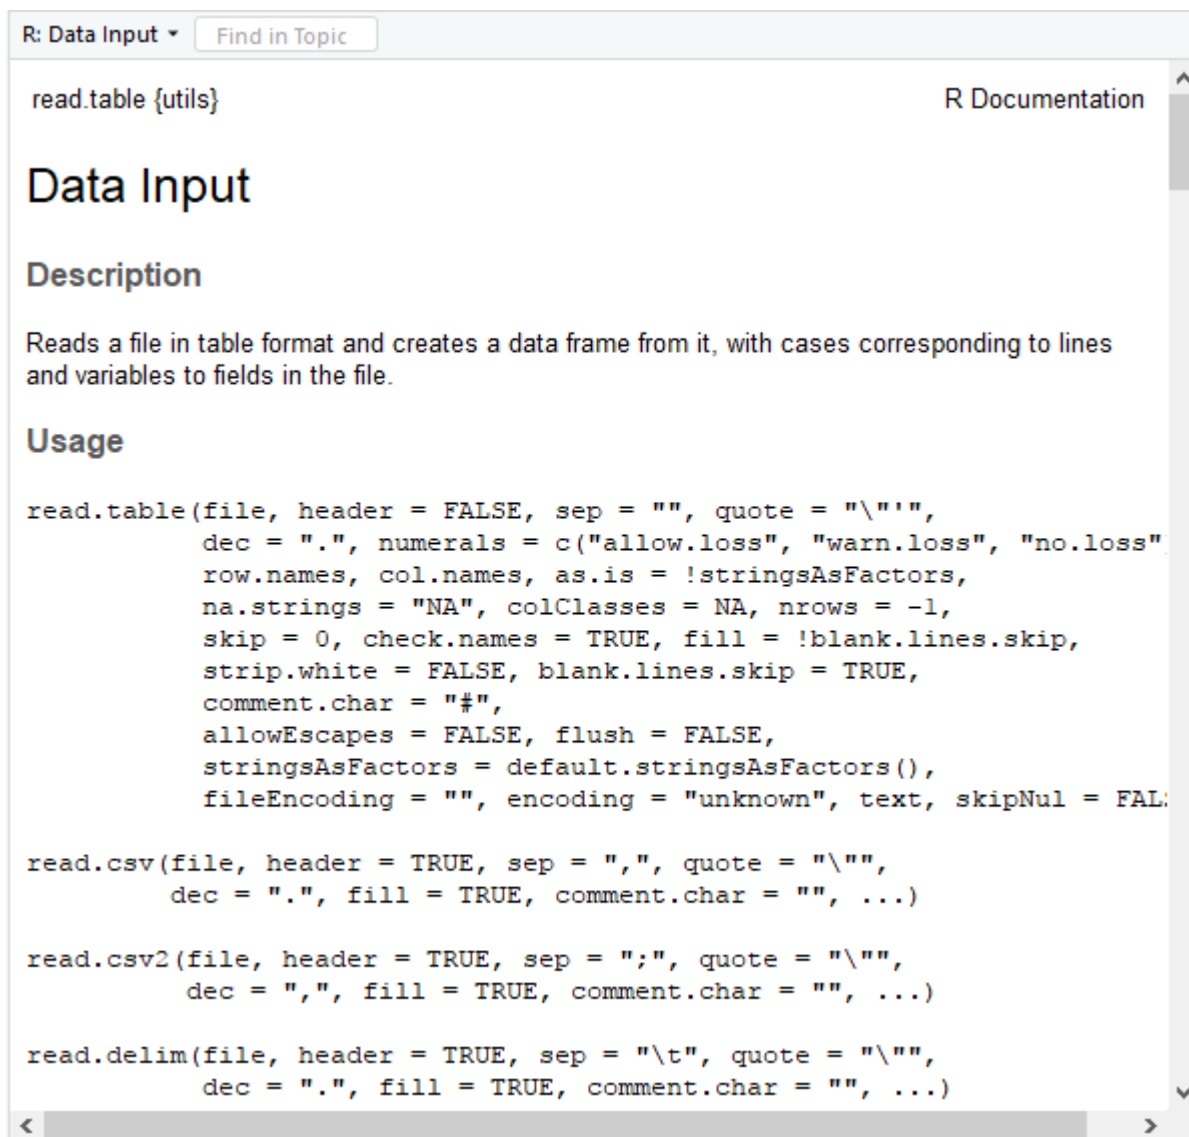 R: Data Input
Find in Topic
read.table {utils} R Documentation
Data Input
Description
Reads a file in table format and creates a data frame from it, with cases corresponding to lines
and variables to fields in the file.
Usage
read.table(file, header = FALSE, sep = "", quote = "\"'",
           dec = ".", numerals = c("allow.loss", "warn.loss", "no.loss"
           row.names, col.names, as.is = !stringsAsFactors,
           na.strings = "NA", colClasses = NA, nrows = -1,
           skip = 0, check.names = TRUE, fill = !blank.lines.skip,
           strip.white = FALSE, blank.lines.skip = TRUE,
           comment.char = "#",
           allowEscapes = FALSE, flush = FALSE,
           stringsAsFactors = default.stringsAsFactors(),
           fileEncoding = "", encoding = "unknown", text, skipNul =
read.csv(file, header = TRUE, sep = ",", quote = "\"",
         dec = ".", fill = TRUE, comment.char = "", ...)
read.csv2(file, header = TRUE, sep = ";", quote = "\"",
          dec = ",", fill = TRUE, comment.char = "", ...)
read.delim(file, header = TRUE, sep = "\t", quote = "\"",
           dec = ".", fill = TRUE, comment.char = "", ...)